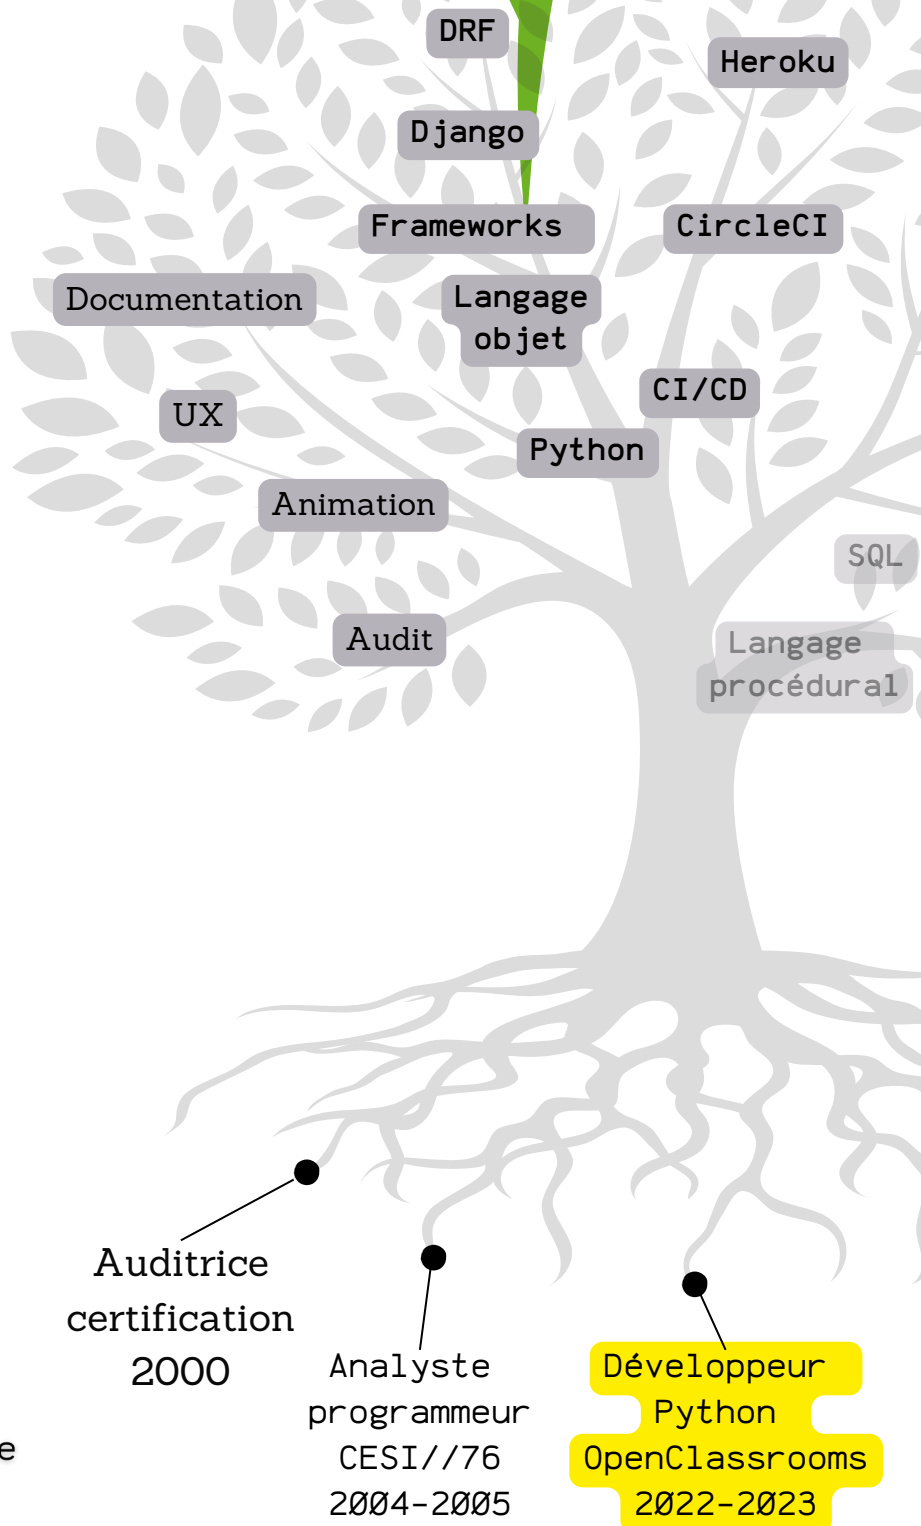 DRF
Heroku
Django
Frameworks
CircleCI
Documentation
Langage
objet
CI/CD
UX
Python
Animation
SQL
Audit
Langage
procédural
Auditrice
certification
2000
Analyste
programmeur
CESI//76
2004-2005
Développeur
Python
OpenClassrooms
2022-2023
e